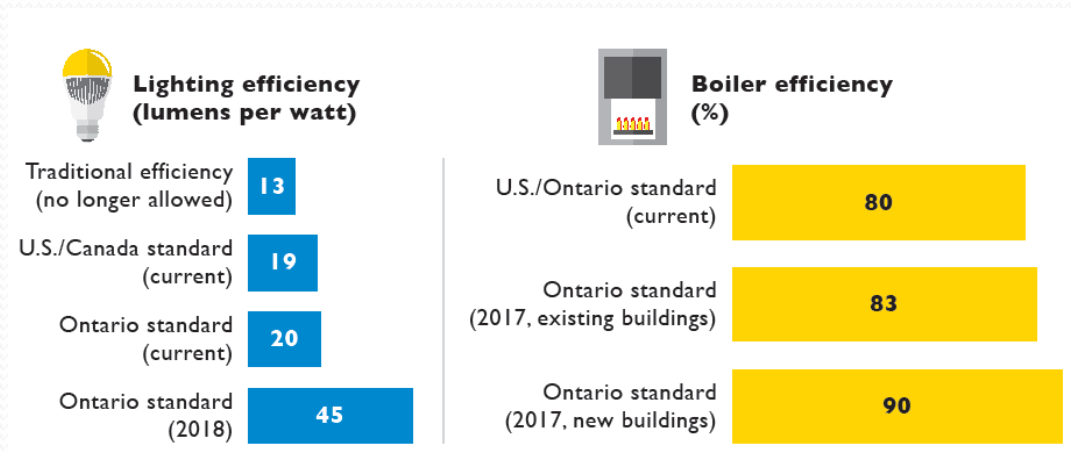 Lighting efficiency
(lumens per watt)
Traditional efficiency
(no longer allowed)
13
U.S./Canada standard
(current)
19
Ontario standard
(current)
20
Ontario standard
(2018)
45
Boiler efficiency
(%)
U.S./Ontario standard
(current)
80
Ontario standard
(2017, existing buildings)
83
Ontario standard
(2017, new buildings)
90